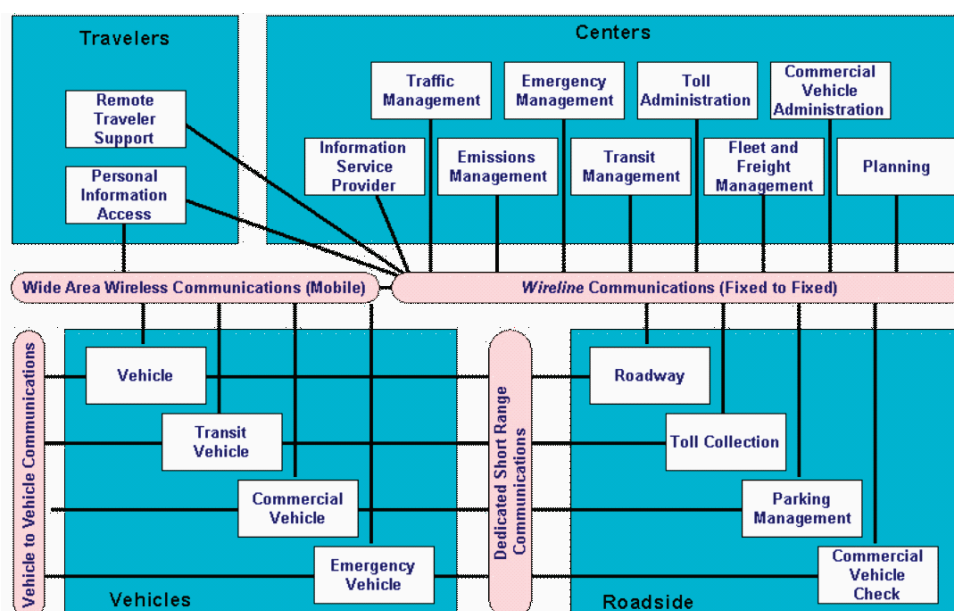 Travelers
Remote
Traveler
Support
Personal
Information
Access
Centers
Traffic
Management
Emergency
Management
Toll
Administration
Commercial
Vehicle
Administration
Information
Service
Provider
Emissions
Management
Transit
Management
Fleet and
Freight
Management
Planning
Wide Area Wireless Communications (Mobile)
Wireline Communications (Fixed to Fixed)
Vehicle to Vehicle Communications
Vehicle
Transit
Vehicle
Commercial
Vehicle
Emergency
Vehicle
Vehicles
Dedicated Short Range
Communications
Roadway
Toll Collection
Parking
Management
Commercial
Vehicle
Check
Roadside